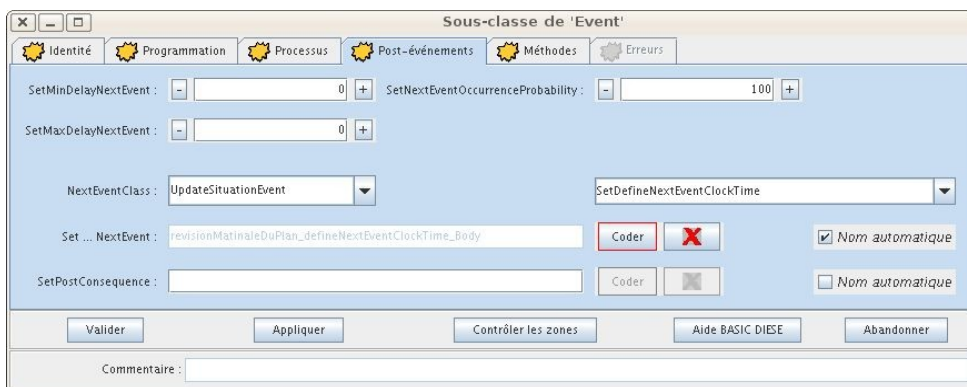 Sous-classe de 'Event'
Identité Programmation Processus Post-événements Méthodes Erreurs
SetMinDelayNextEvent : - 0 + SetNextEventOccurrenceProbability : - 100 +
SetMaxDelayNextEvent : - 0 +
NextEventClass : UpdateSituationEvent SetDefineNextEventClockTime
Set ... NextEvent : revisionMatinaleDuPlan_defineNextEventClockTime_Body Coder Nom automatique
SetPostConsequence : Coder Nom automatique
Valider Appliquer Contrôler les zones Aide BASIC DIESE Abandonner
Commentaire :